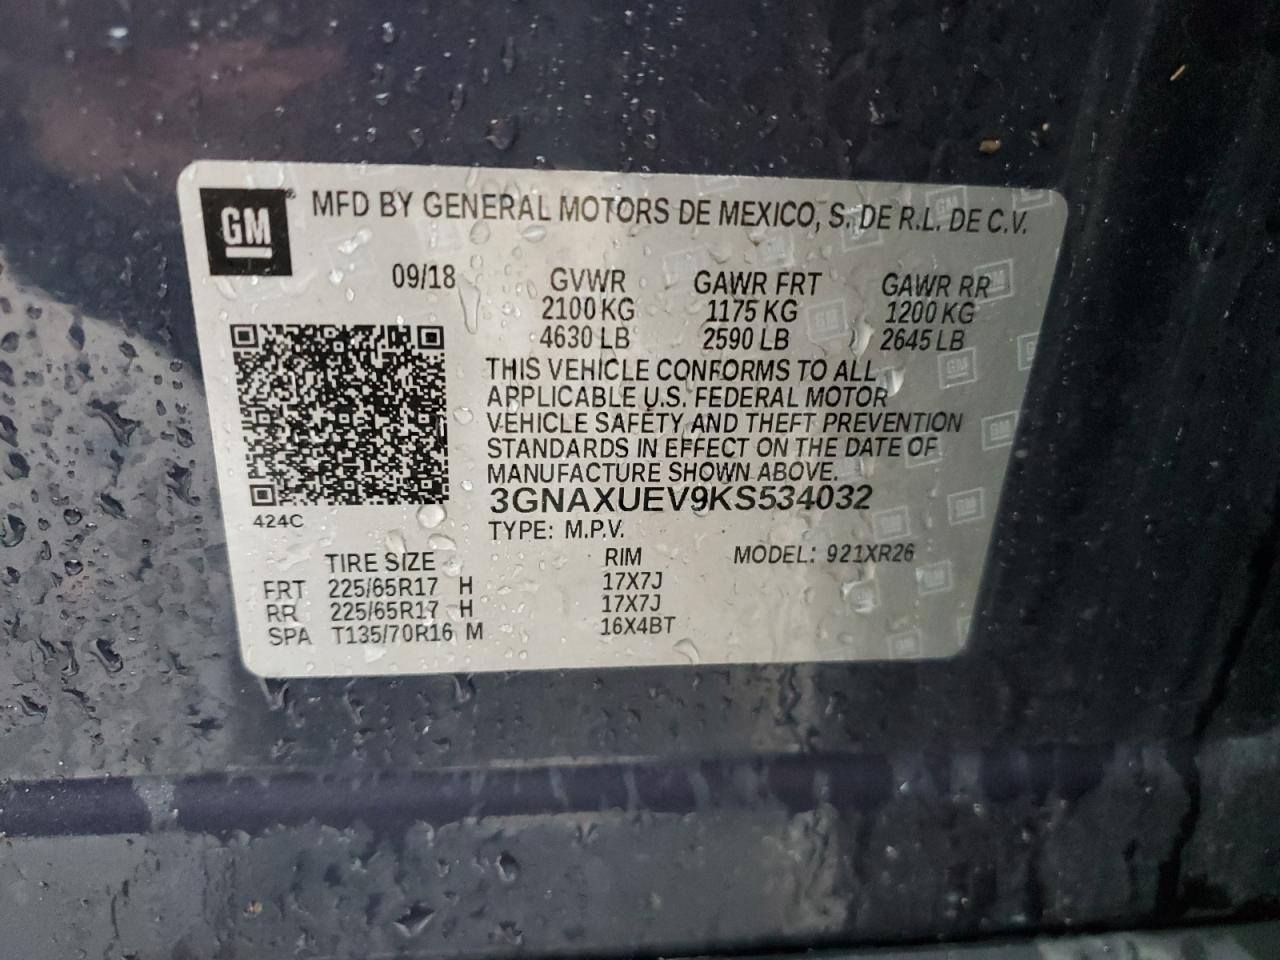 GM
MFD BY GENERAL MOTORS DE MEXICO, S. DE R.L. DE C.V.
09/18 GVWR GAWR FRT GAWR RR
2100 KG 1175 KG 1200 KG
4630 LB 2590 LB 2645 LB
THIS VEHICLE CONFORMS TO ALL
APPLICABLE U.S. FEDERAL MOTOR
VEHICLE SAFETY AND THEFT PREVENTION
STANDARDS IN EFFECT ON THE DATE OF
MANUFACTURE SHOWN ABOVE.
3GNAXUEV9KS534032
424C
TYPE: M.P.V.
TIRE SIZE RIM MODEL: 921XR26
FRT 225/65R17 H 17X7J
RR 225/65R17 H 17X7J
SPA T135/70R16 M 16X4BT